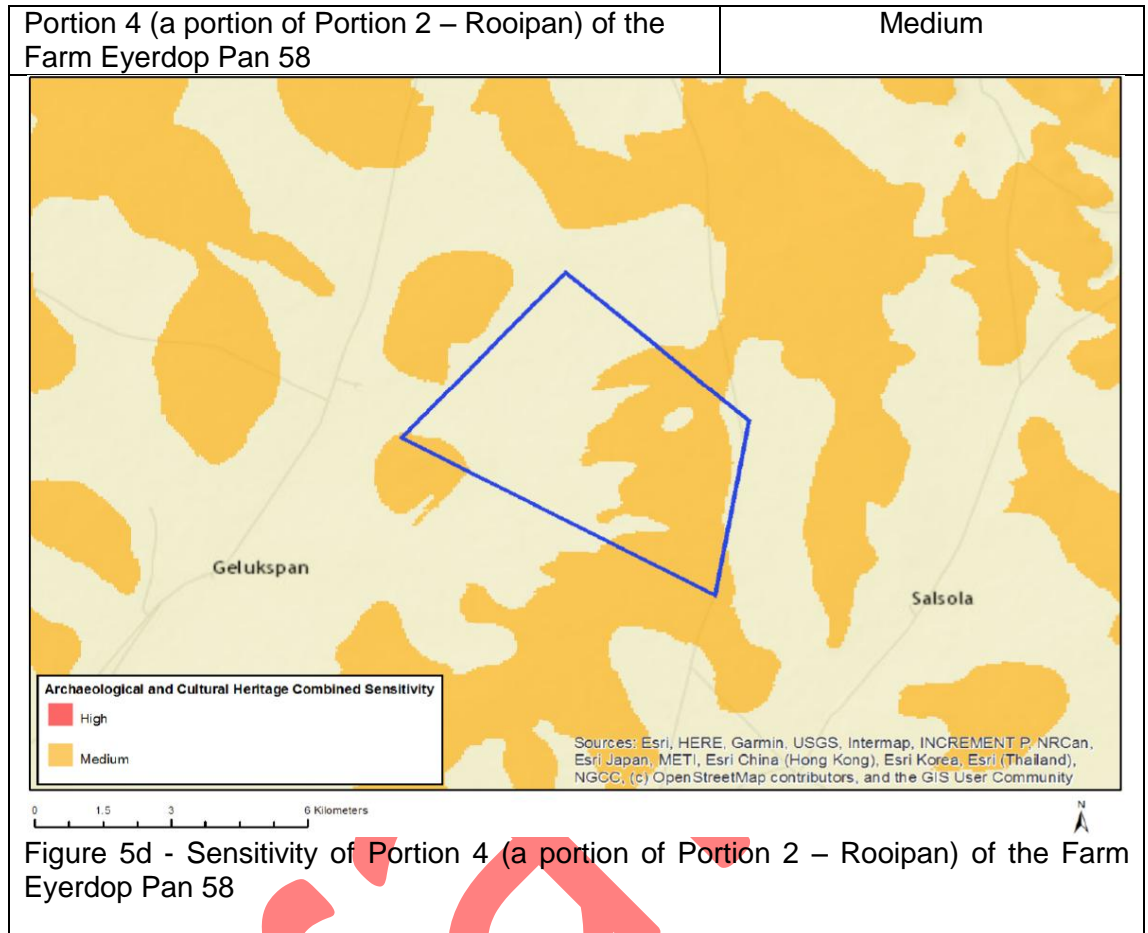 Portion 4 (a portion of Portion 2 – Rooipan) of the
Farm Eyerdop Pan 58
Medium
Gelukspan
Salsola
Archaeological and Cultural Heritage Combined Sensitivity
High
Medium
Sources: Esri, HERE, Garmin, USGS, Intermap, INCREMENT P, NRCan,
Esri Japan, METI, Esri China (Hong Kong), Esri Korea, Esri (Thailand),
NGCC, (c) OpenStreetMap contributors, and the GIS User Community
0 1.5 3 6 Kilometers
N
Figure 5d - Sensitivity of Portion 4 (a portion of Portion 2 – Rooipan) of the Farm
Eyerdop Pan 58